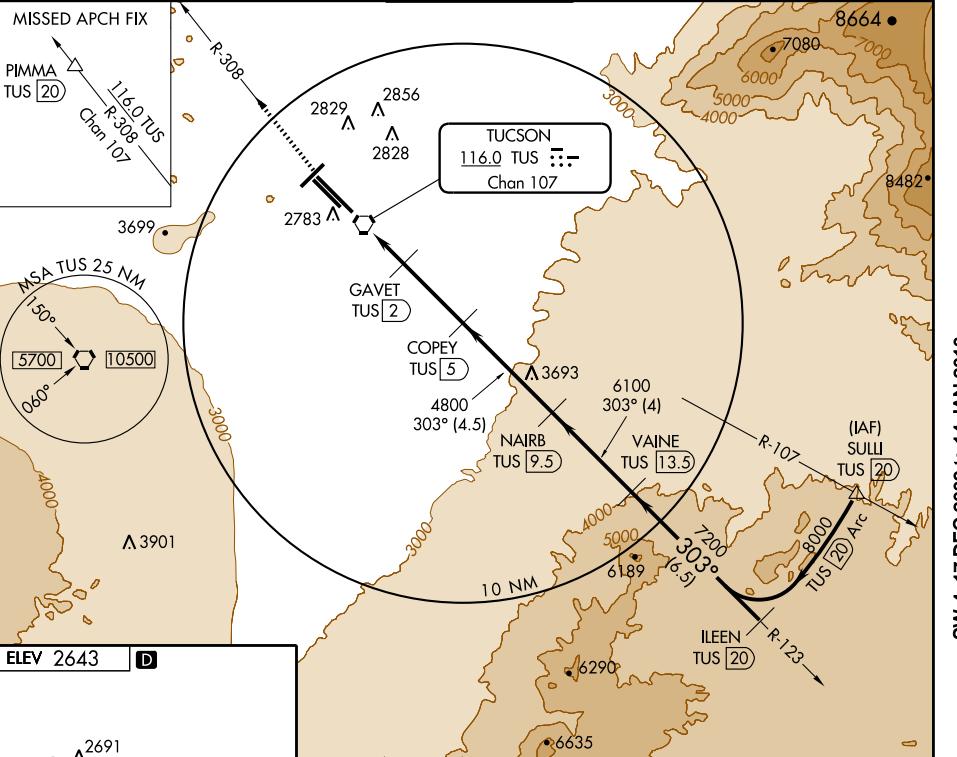 MISSED APCH FIX
PIMMA
TUS 20
116.0 TUS
R-308
Chan 107
R-308
8664
7080
7000
6000
5000
4000
3000
2829
2856
2828
TUCSON
116.0 TUS
Chan 107
8482
2783
3699
MSA TUS 25 NM
150°
5700
10500
060°
GAVET
TUS 2
COPEY
TUS 5
3693
4800
303° (4.5)
6100
303° (4)
NAIRB
TUS 9.5
VAINE
TUS 13.5
R-107
(IAF)
SULLI
TUS 20
3000
4000
3901
3000
4000
5000
6189
7200
303°
(6.5)
8000
TUS 20 Arc
10 NM
ILEEN
TUS 20
R-123
ELEV 2643
D
6290
2691
6635